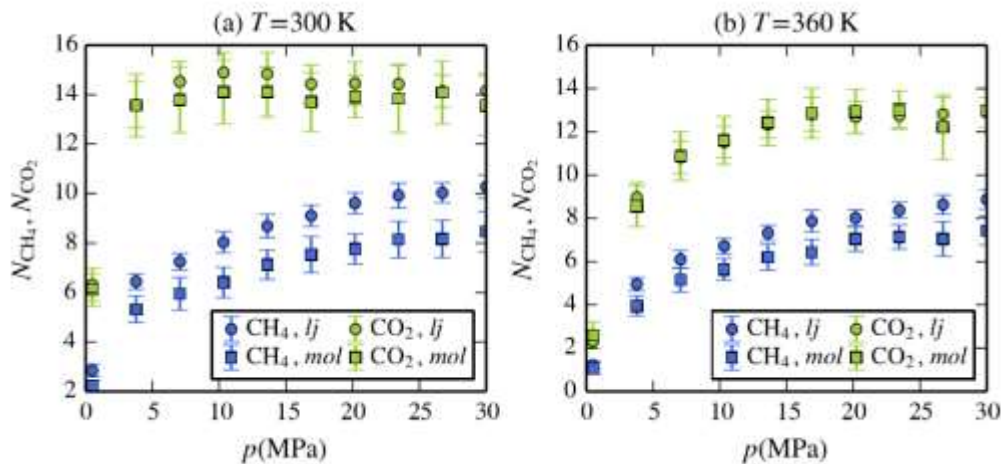 (a) T=300 K
N_CH₄, N_CO₂
16
14
12
10
8
6
4
2
0
5
10
15
20
25
30
p(MPa)
CH₄, lj
CO₂, lj
CH₄, mol
CO₂, mol
(b) T=360 K
N_CH₄, N_CO₂
16
14
12
10
8
6
4
2
0
0
5
10
15
20
25
30
p(MPa)
CH₄, lj
CO₂, lj
CH₄, mol
CO₂, mol